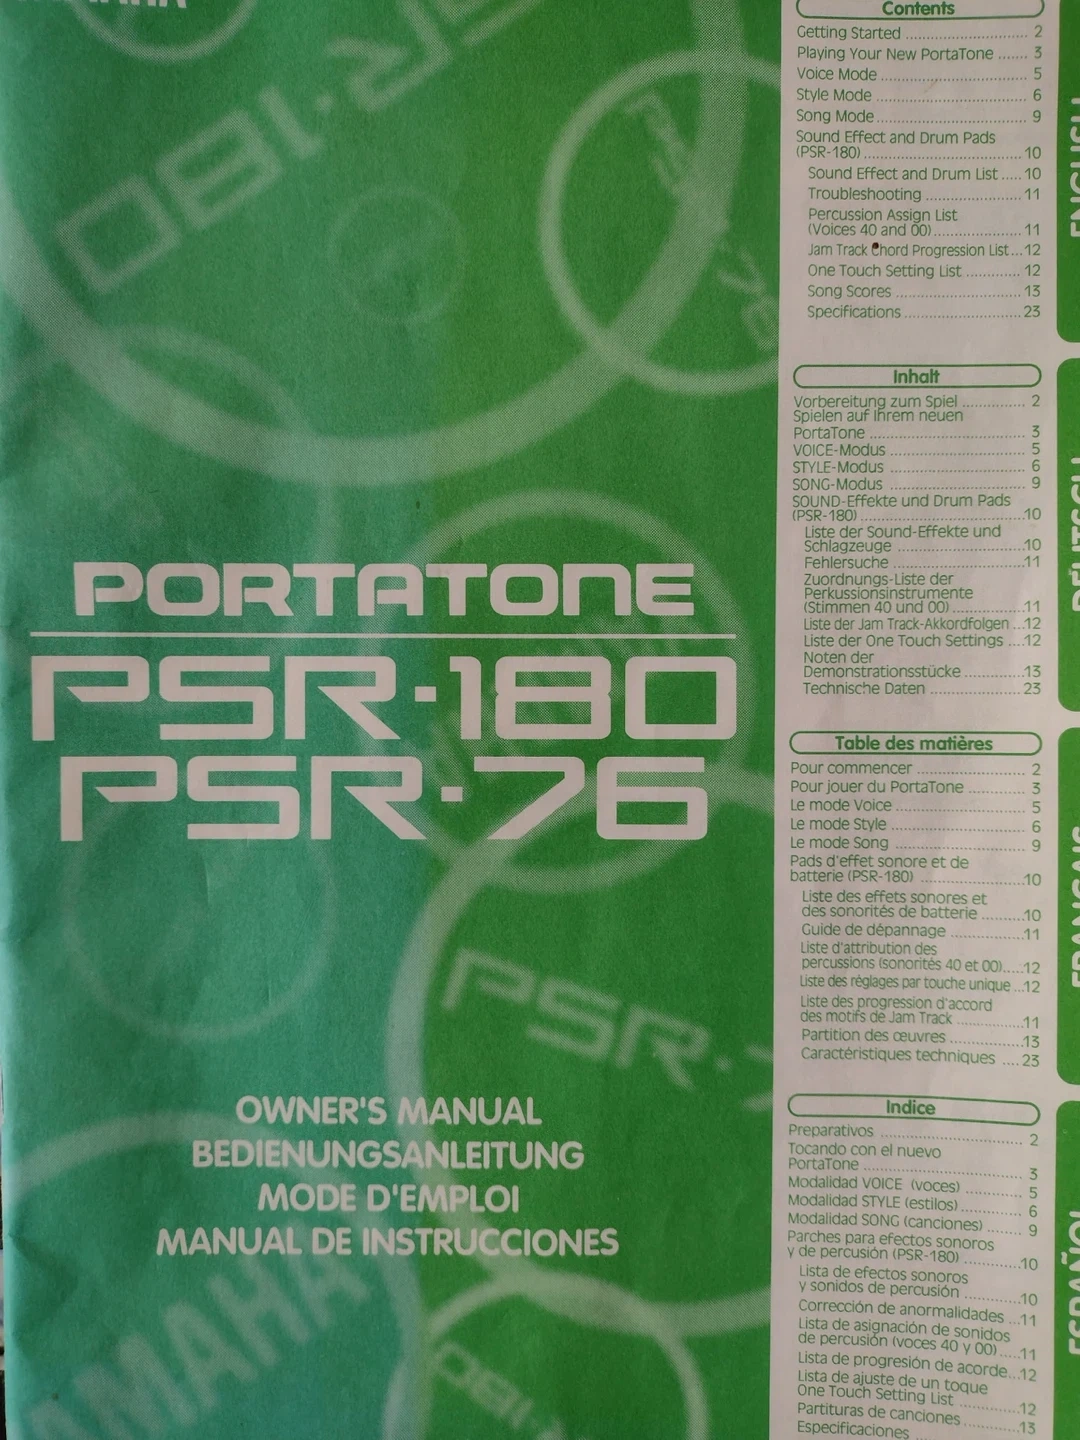 YAMAHA
PSR-180
PORTATONE
PSR-180
PSR-76
PSR-7
OWNER'S MANUAL
BEDIENUNGSANLEITUNG
MODE D'EMPLOI
MANUAL DE INSTRUCCIONES
YAMAHA
Contents
Getting Started 2
Playing Your New PortaTone 3
Voice Mode 5
Style Mode 6
Song Mode 9
Sound Effect and Drum Pads
(PSR-180) 10
Sound Effect and Drum List 10
Troubleshooting 11
Percussion Assign List
(Voices 40 and 00) 11
Jam Track Chord Progression List 12
One Touch Setting List 12
Song Scores 13
Specifications 23
ENGLISH
Inhalt
Vorbereitung zum Spiel 2
Spielen auf Ihrem neuen
PortaTone 3
VOICE-Modus 5
STYLE-Modus 6
SONG-Modus 9
SOUND-Effekte und Drum Pads
(PSR-180) 10
Liste der Sound-Effekte und
Schlagzeuge 10
Fehlersuche 11
Zuordnungs-Liste der
Perkussionsinstrumente
(Stimmen 40 und 00) 11
Liste der Jam Track-Akkordfolgen 12
Liste der One Touch Settings 12
Noten der
Demonstrationsstücke 13
Technische Daten 23
DEUTSCH
Table des matières
Pour commencer 2
Pour jouer du PortaTone 3
Le mode Voice 5
Le mode Style 6
Le mode Song 9
Pads d'effet sonore et de
batterie (PSR-180) 10
Liste des effets sonores et
des sonorités de batterie 10
Guide de dépannage 11
Liste d'attribution des
percussions (sonorités 40 et 00) 12
Liste des règlages par touche unique 12
Liste des progression d'accord
des motifs de Jam Track 11
Partition des œuvres 13
Caractéristiques techniques 23
FRANÇAIS
Indice
Preparativos 2
Tocando con el nuevo
PortaTone 3
Modalidad VOICE (voces) 5
Modalidad STYLE (estilos) 6
Modalidad SONG (canciones) 9
Parches para efectos sonoros
y de percusión (PSR-180) 10
Lista de efectos sonoros
y sonidos de percusión 10
Corrección de anormalidades 11
Lista de asignación de sonidos
de percusión (voces 40 y 00) 11
Lista de progresión de acorde 12
Lista de ajuste de un toque
One Touch Setting List 12
Partituras de canciones 13
Especificaciones
ESPAÑOL